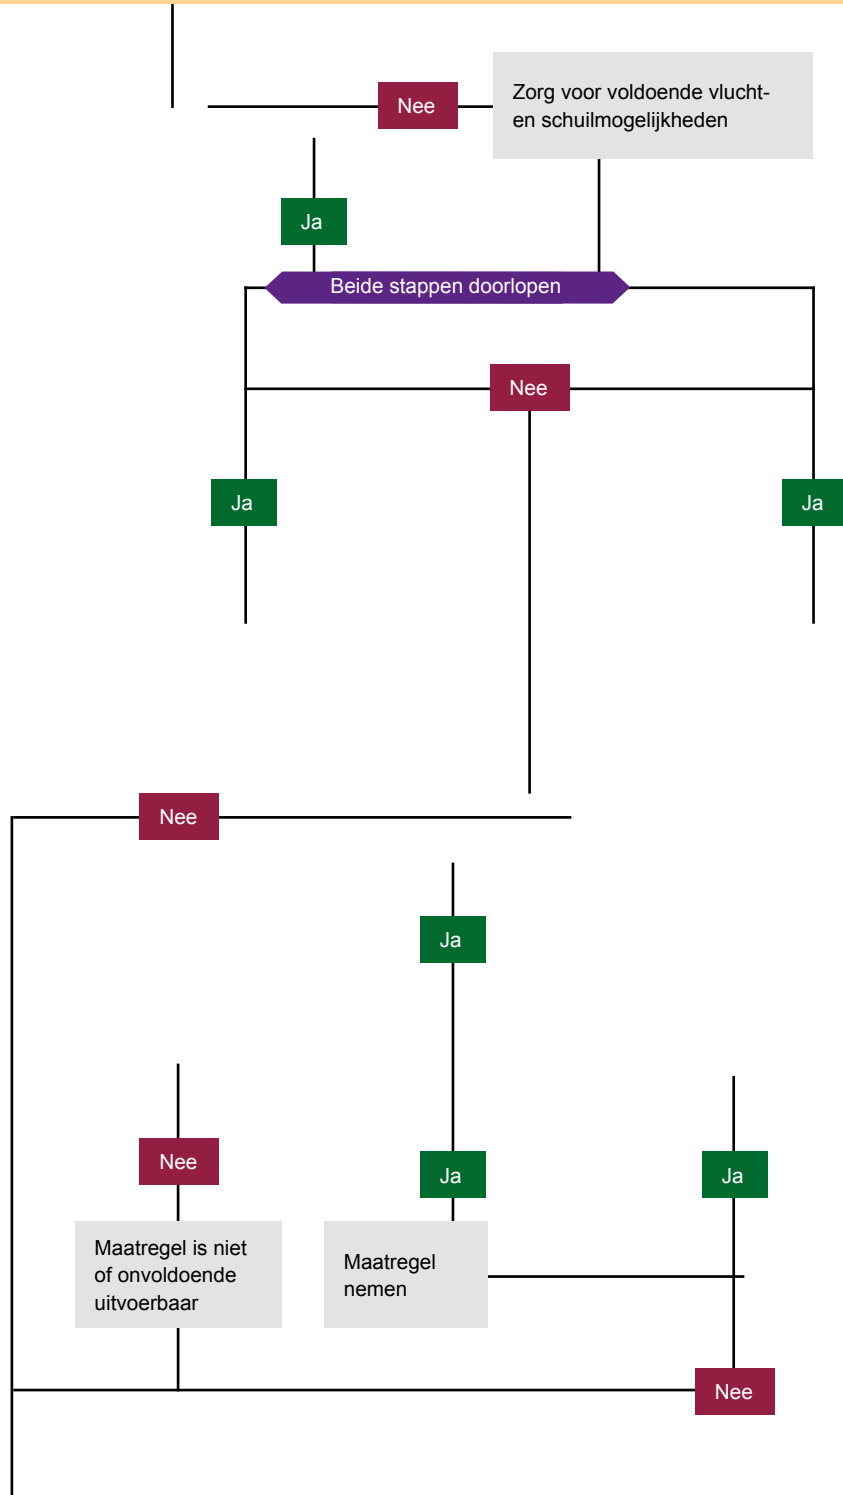 Nee
Zorg voor voldoende vlucht-
en schuilmogelijkheden
Ja
Beide stappen doorlopen
Nee
Ja
Ja
Nee
Ja
Nee
Ja
Ja
Maatregel is niet
of onvoldoende
uitvoerbaar
Maatregel
nemen
Nee